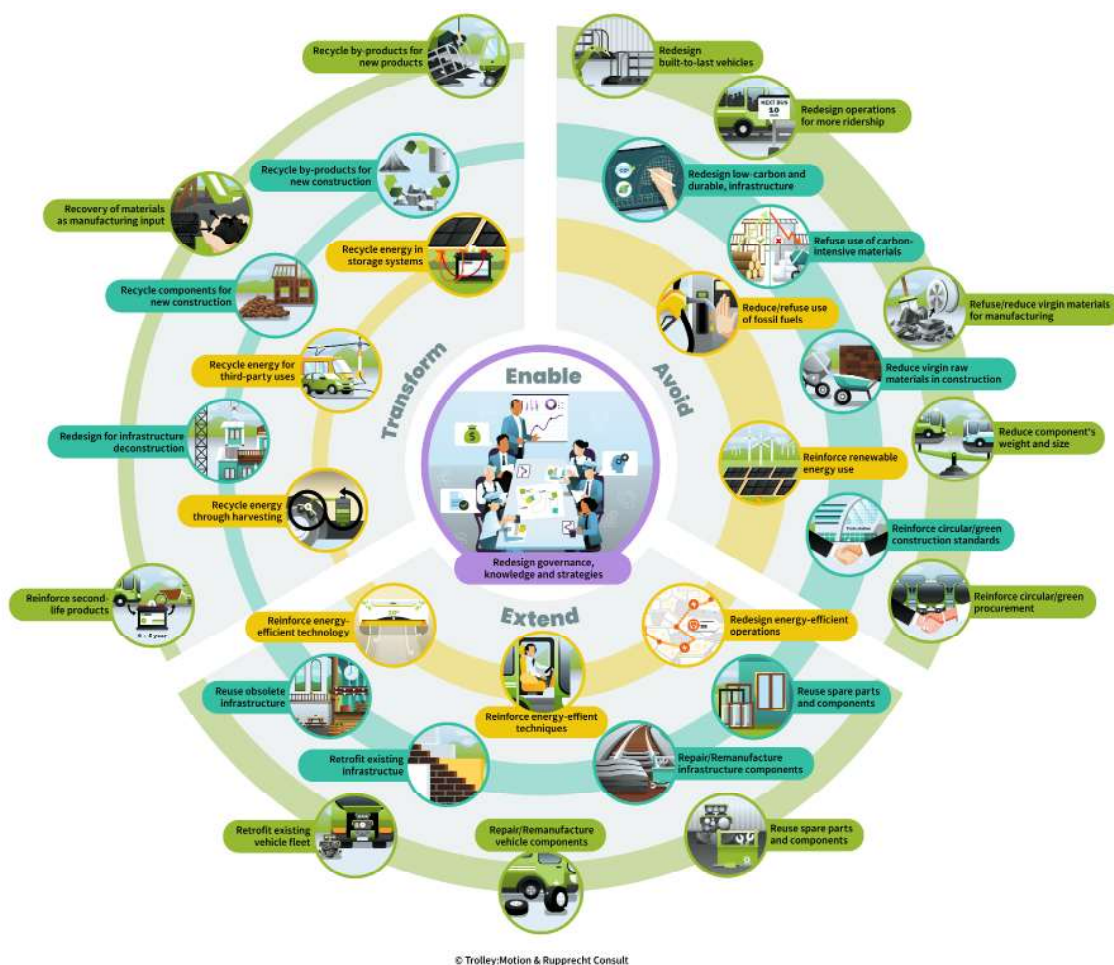 Recycle by-products for
new products
Redesign
built-to-last vehicles
NEXT BUS
10
Redesign operations
for more ridership
Recycle by-products for
new construction
Redesign low-carbon and
durable, infrastructure
Recovery of materials
as manufacturing input
Recycle energy in
storage systems
Refuse use of carbon-
intensive materials
Recycle components for
new construction
Reduce/refuse use
of fossil fuels
Refuse/reduce virgin materials
for manufacturing
Recycle energy for
third-party uses
Transform
Enable
Avoid
Reduce virgin raw
materials in construction
Redesign for infrastructure
deconstruction
Reduce component's
weight and size
Reinforce renewable
energy use
Recycle energy
through harvesting
Reinforce circular/green
construction standards
Redesign governance,
knowledge and strategies
Reinforce second-
life products
Reinforce circular/green
procurement
Extend
Reinforce energy-
efficient technology
Redesign energy-efficient
operations
Reuse obsolete
infrastructure
Reinforce energy-effient
techniques
Reuse spare parts
and components
Retrofit existing
Infrastructue
Repair/Remanufacture
infrastructure components
Retrofit existing
vehicle fleet
Repair/Remanufacture
vehicle components
Reuse spare parts
and components
© Trolley:Motion & Rupprecht Consult